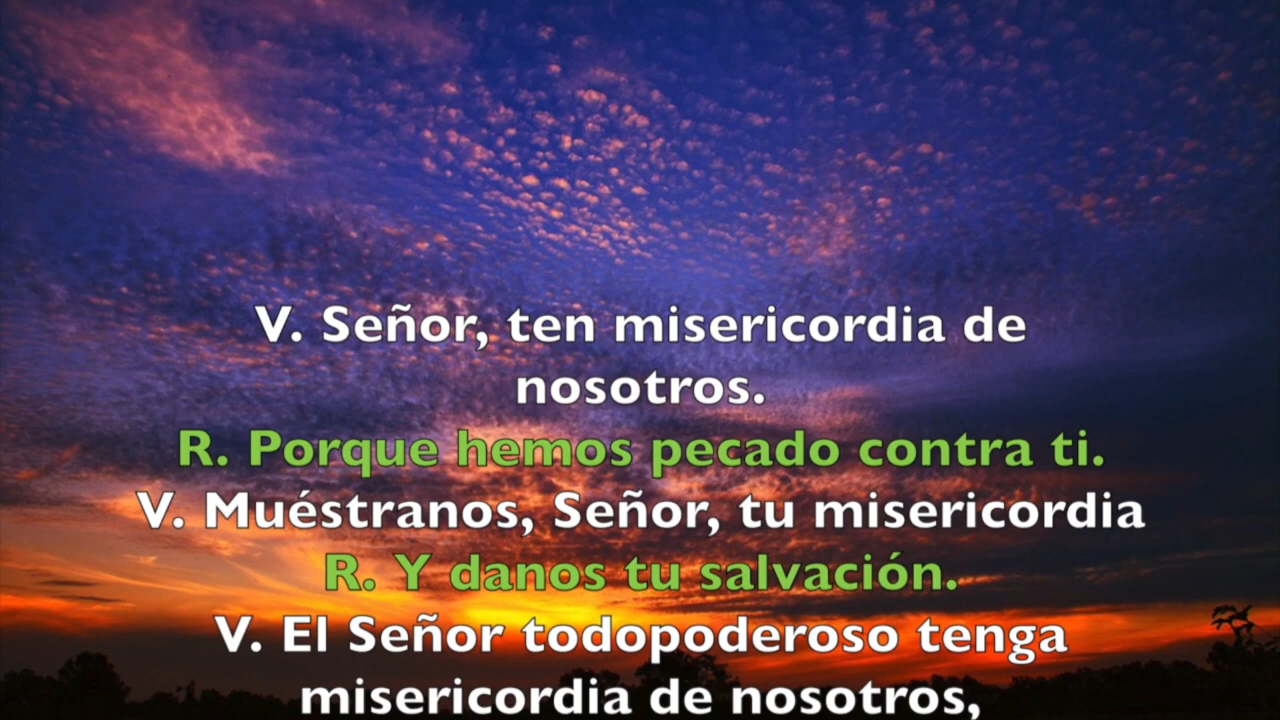 V. Señor, ten misericordia de
nosotros.
R. Porque hemos pecado contra ti.
V. Muéstranos, Señor, tu misericordia
R. Y danos tu salvación.
V. El Señor todopoderoso tenga
misericordia de nosotros,